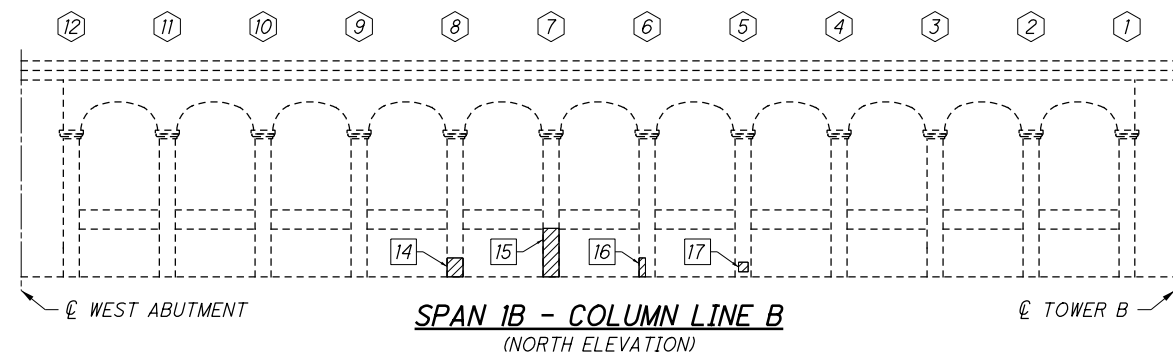 12 11 10 9 8 7 6 5 4 3 2 1
14 15 16 17
℄ WEST ABUTMENT
℄ TOWER B
SPAN 1B - COLUMN LINE B
(NORTH ELEVATION)